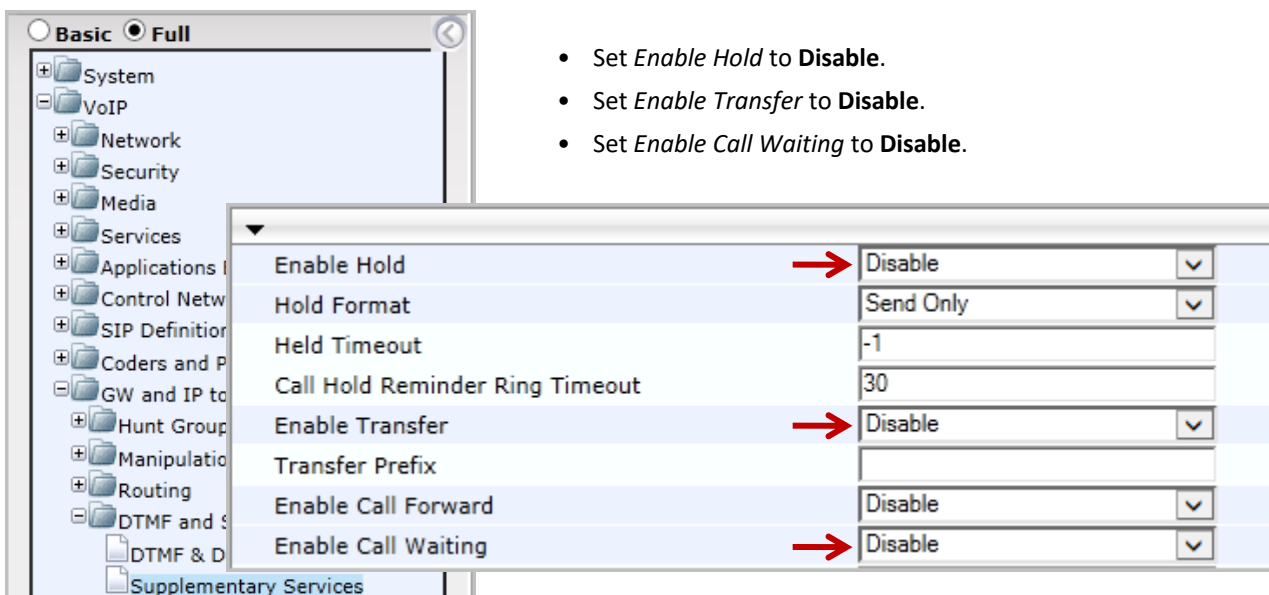 Basic Full
System
VoIP
Network
Security
Media
Services
Applications
Control Netw
SIP Definition
Coders and P
GW and IP to
Hunt Group
Manipulatio
Routing
DTMF and S
DTMF & D
Supplementary Services
• Set Enable Hold to Disable.
• Set Enable Transfer to Disable.
• Set Enable Call Waiting to Disable.
Enable Hold Disable
Hold Format Send Only
Held Timeout -1
Call Hold Reminder Ring Timeout 30
Enable Transfer Disable
Transfer Prefix
Enable Call Forward Disable
Enable Call Waiting Disable